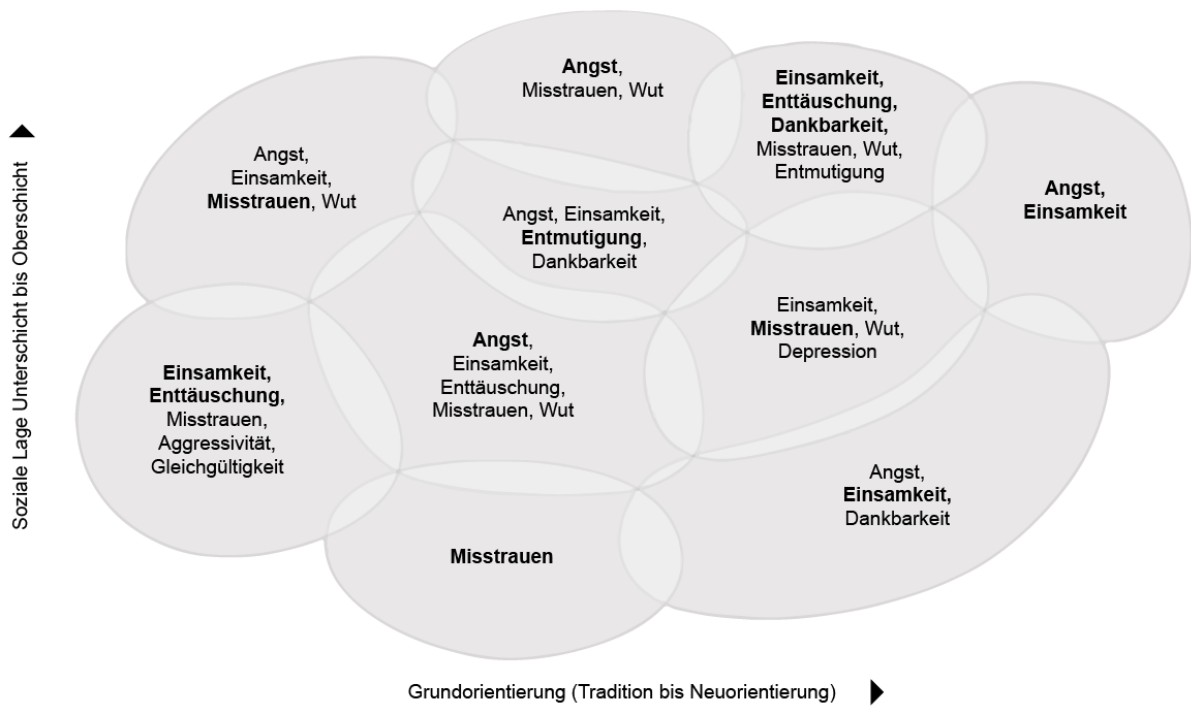 Soziale Lage Unterschicht bis Oberschicht
Angst,
Misstrauen, Wut
Einsamkeit,
Enttäuschung,
Dankbarkeit,
Misstrauen, Wut,
Entmutigung
Angst,
Einsamkeit,
Misstrauen, Wut
Angst,
Einsamkeit
Angst, Einsamkeit,
Entmutigung,
Dankbarkeit
Einsamkeit,
Misstrauen, Wut,
Depression
Angst,
Einsamkeit,
Enttäuschung,
Misstrauen, Wut
Einsamkeit,
Enttäuschung,
Misstrauen,
Aggressivität,
Gleichgültigkeit
Angst,
Einsamkeit,
Dankbarkeit
Misstrauen
Grundorientierung (Tradition bis Neuorientierung)